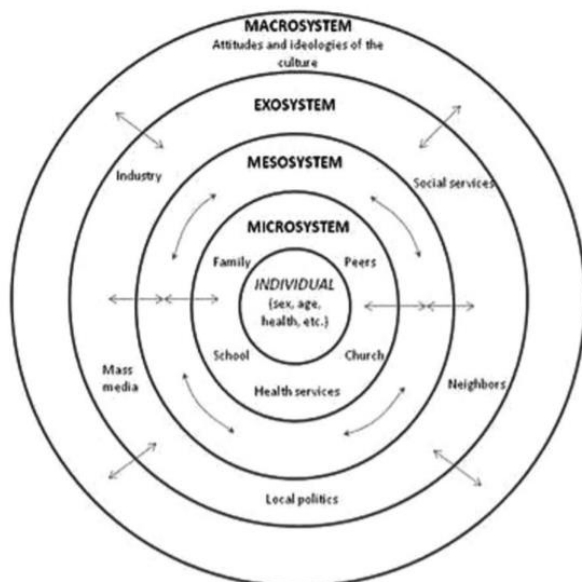 MACROSYSTEM
Attitudes and ideologies of the
culture
EXOSYSTEM
MESOSYSTEM
Industry
Social services
MICROSYSTEM
Family
Peers
INDIVIDUAL
(sex, age,
health, etc.)
School
Church
Mass
media
Health services
Neighbors
Local politics